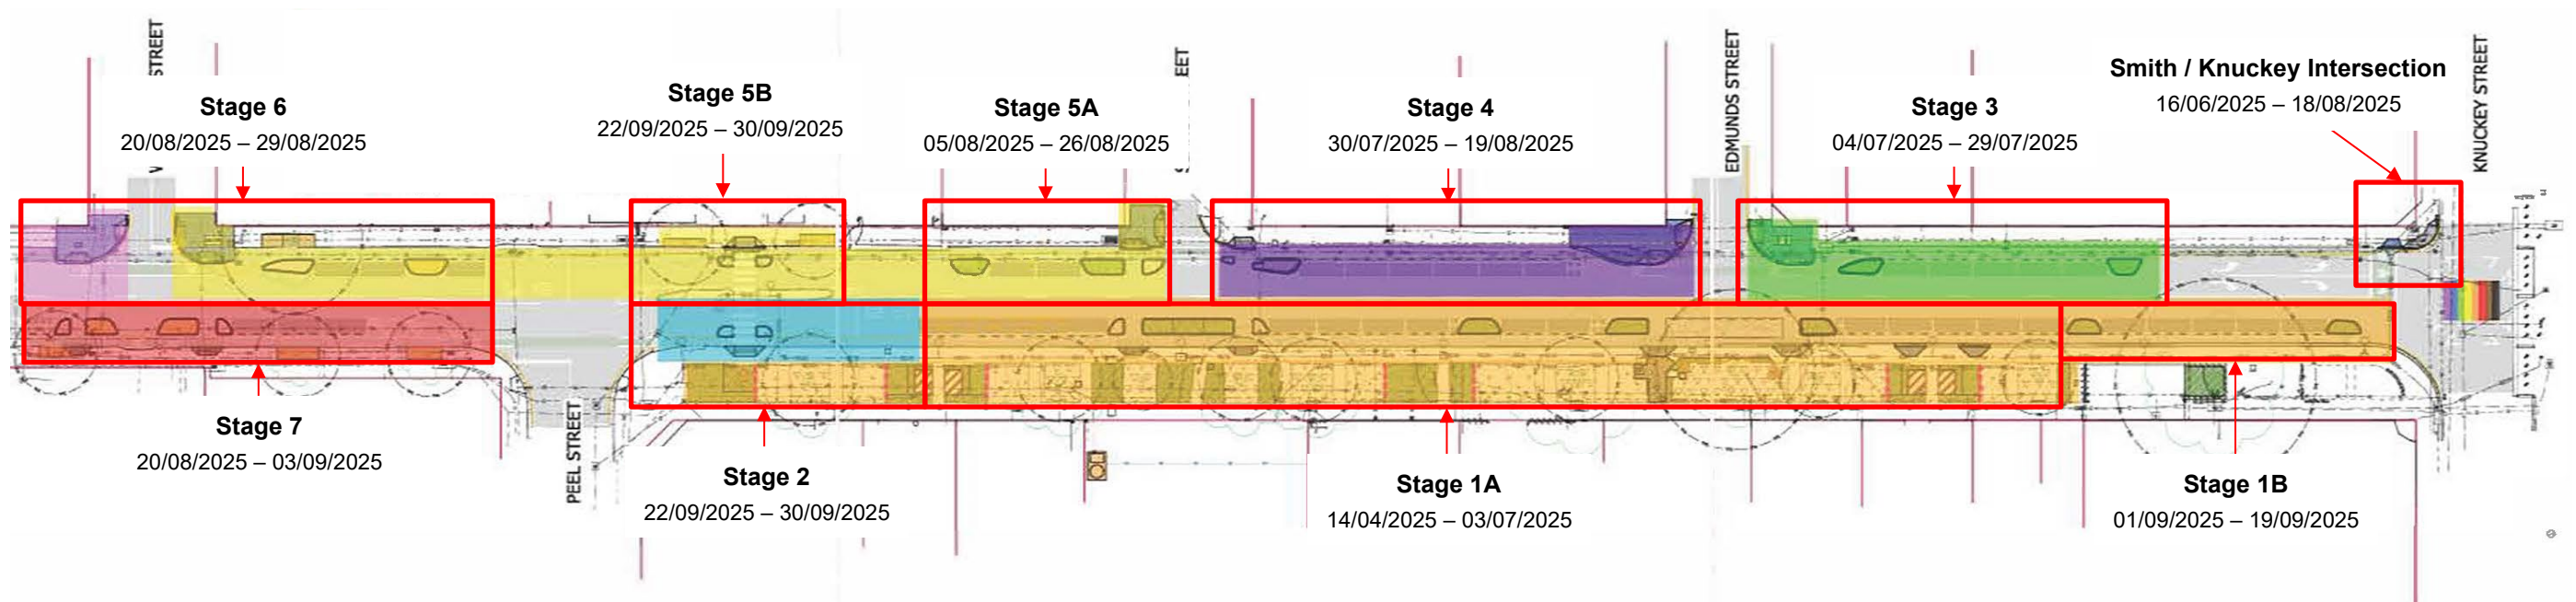 STREET
Stage 6
20/08/2025 – 29/08/2025
Stage 5B
22/09/2025 – 30/09/2025
Stage 5A
05/08/2025 – 26/08/2025
Stage 4
30/07/2025 – 19/08/2025
EDMUNDS STREET
Stage 3
04/07/2025 – 29/07/2025
Smith / Knuckey Intersection
16/06/2025 – 18/08/2025
KNUCKEY STREET
Stage 7
20/08/2025 – 03/09/2025
PEEL STREET
Stage 2
22/09/2025 – 30/09/2025
Stage 1A
14/04/2025 – 03/07/2025
Stage 1B
01/09/2025 – 19/09/2025